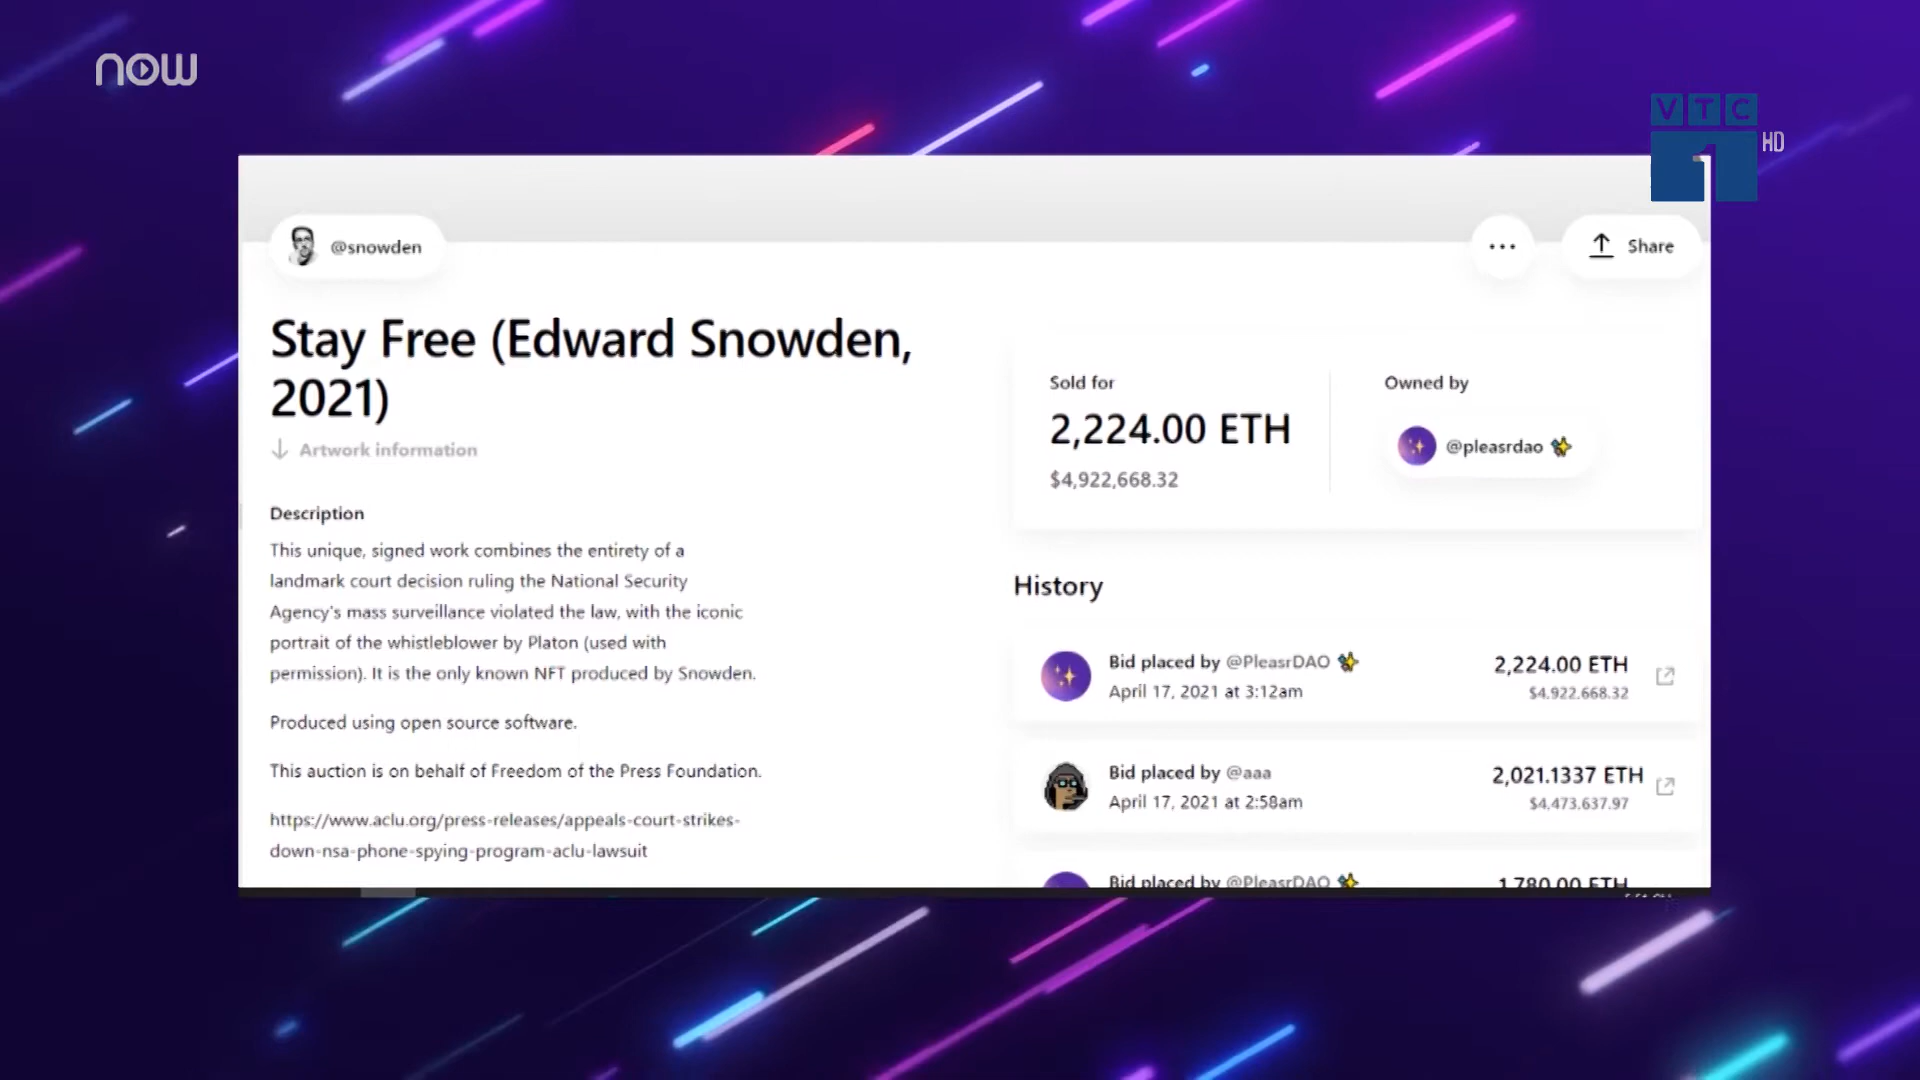 now
VTC
1
HD
@snowden
...
Share
Stay Free (Edward Snowden,
2021)
Artwork information
Sold for
2,224.00 ETH
$4,922,668.32
Owned by
@pleasrdao
Description
This unique, signed work combines the entirety of a
landmark court decision ruling the National Security
Agency's mass surveillance violated the law, with the iconic
portrait of the whistleblower by Platon (used with
permission). It is the only known NFT produced by Snowden.
Produced using open source software.
This auction is on behalf of Freedom of the Press Foundation.
https://www.aclu.org/press-releases/appeals-court-strikes-
down-nsa-phone-spying-program-aclu-lawsuit
History
Bid placed by @PleasrDAO
April 17, 2021 at 3:12am
2,224.00 ETH
$4,922,668.32
Bid placed by @aaa
April 17, 2021 at 2:58am
2,021.1337 ETH
$4,473,637.97
Bid placed by @PleasrDAO
1,780.00 ETH